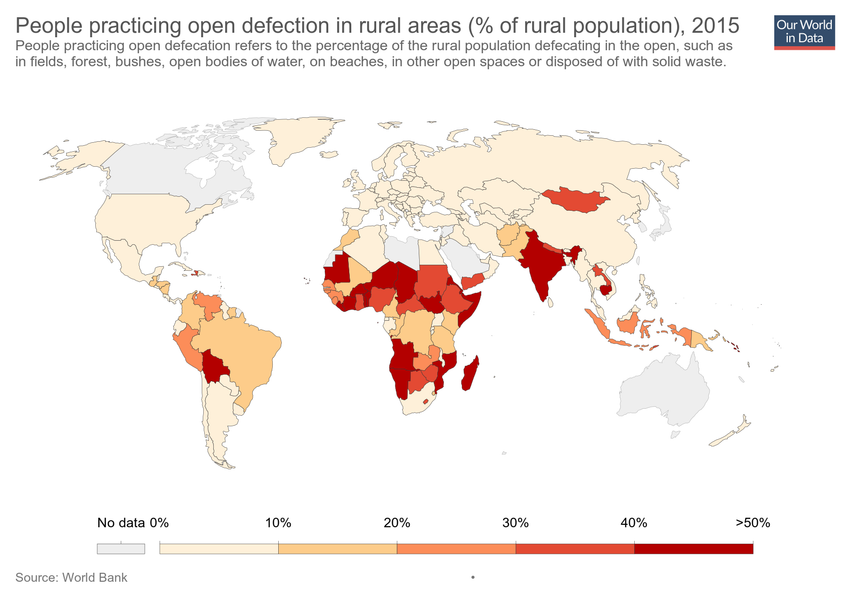 People practicing open defection in rural areas (% of rural population), 2015
People practicing open defecation refers to the percentage of the rural population defecating in the open, such as
in fields, forest, bushes, open bodies of water, on beaches, in other open spaces or disposed of with solid waste.
Our World
in Data
No data 0% 10% 20% 30% 40% >50%
Source: World Bank